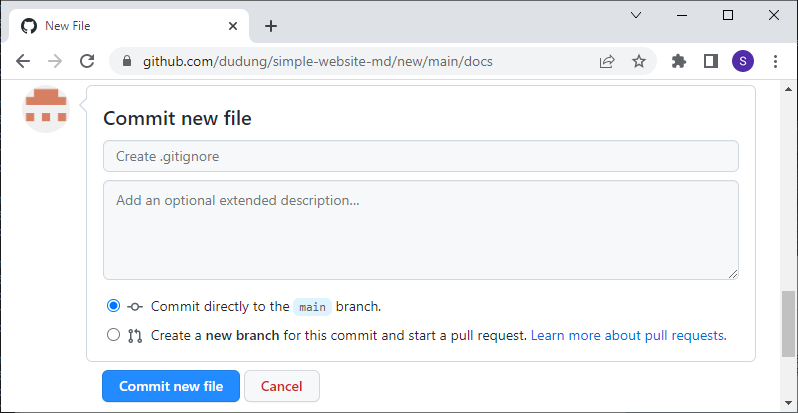 New File
github.com/dudung/simple-website-md/new/main/docs
S
Commit new file
Create .gitignore
Add an optional extended description...
Commit directly to the main branch.
Create a new branch for this commit and start a pull request. Learn more about pull requests.
Commit new file Cancel